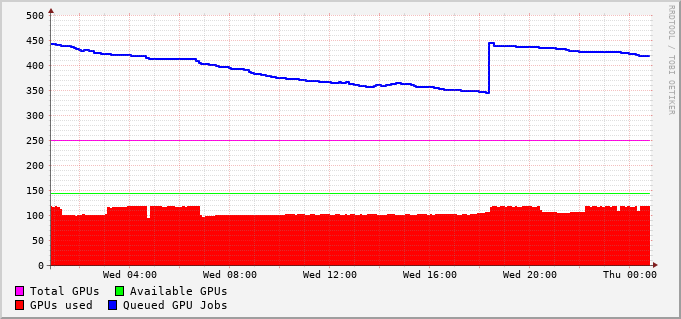 500
450
400
350
300
250
200
150
100
50
0
Wed 04:00 Wed 08:00 Wed 12:00 Wed 16:00 Wed 20:00 Thu 00:00
Total GPUs Available GPUs
GPUs used Queued GPU Jobs
RRDTOOL / TOBI OETIKER